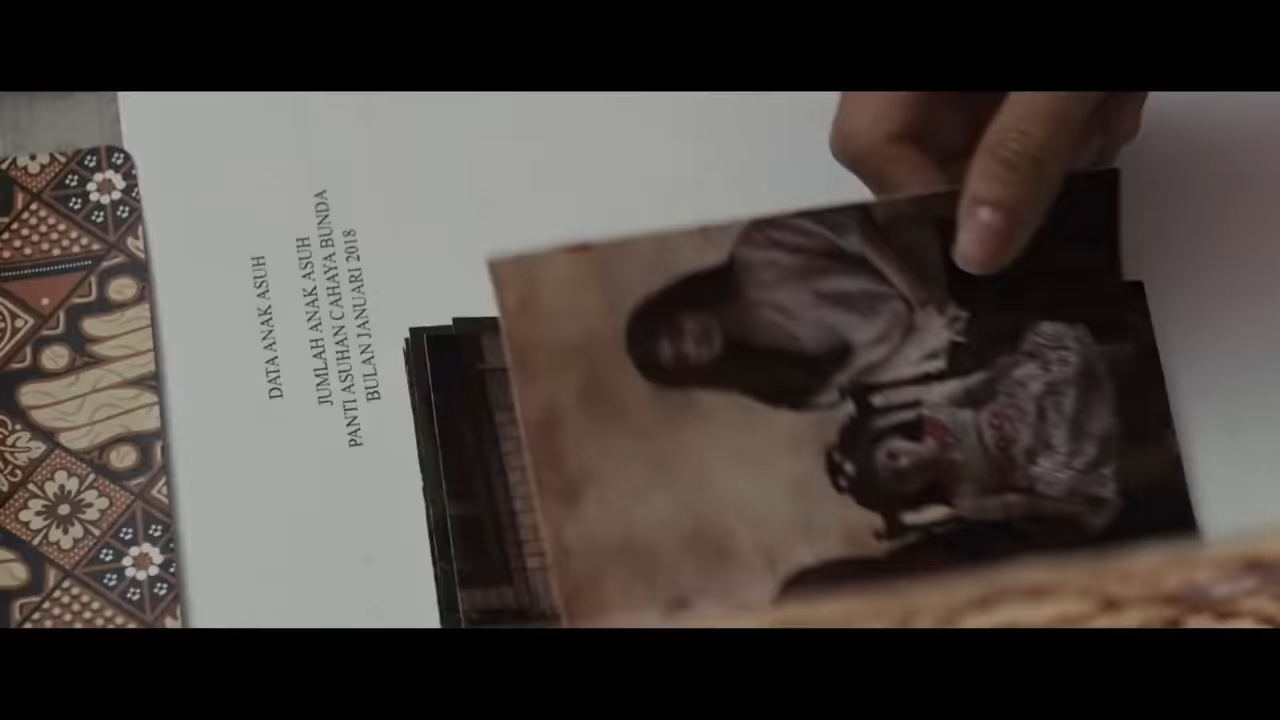 DATA ANAK ASUH
JUMLAH ANAK ASUH
PANTI ASUHAN CAHAYA BUNDA
BULAN JANUARI 2018